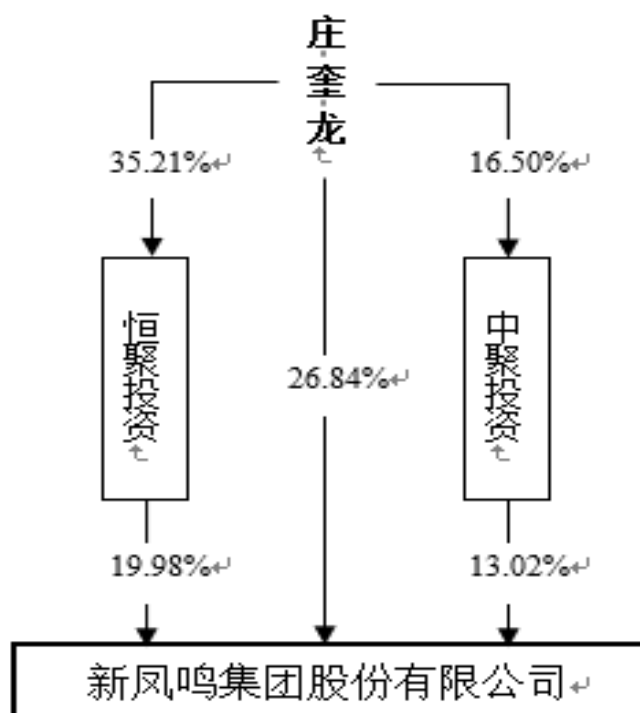 庄奎龙
35.21%
16.50%
恒聚投资
26.84%
中聚投资
19.98%
13.02%
新凤鸣集团股份有限公司